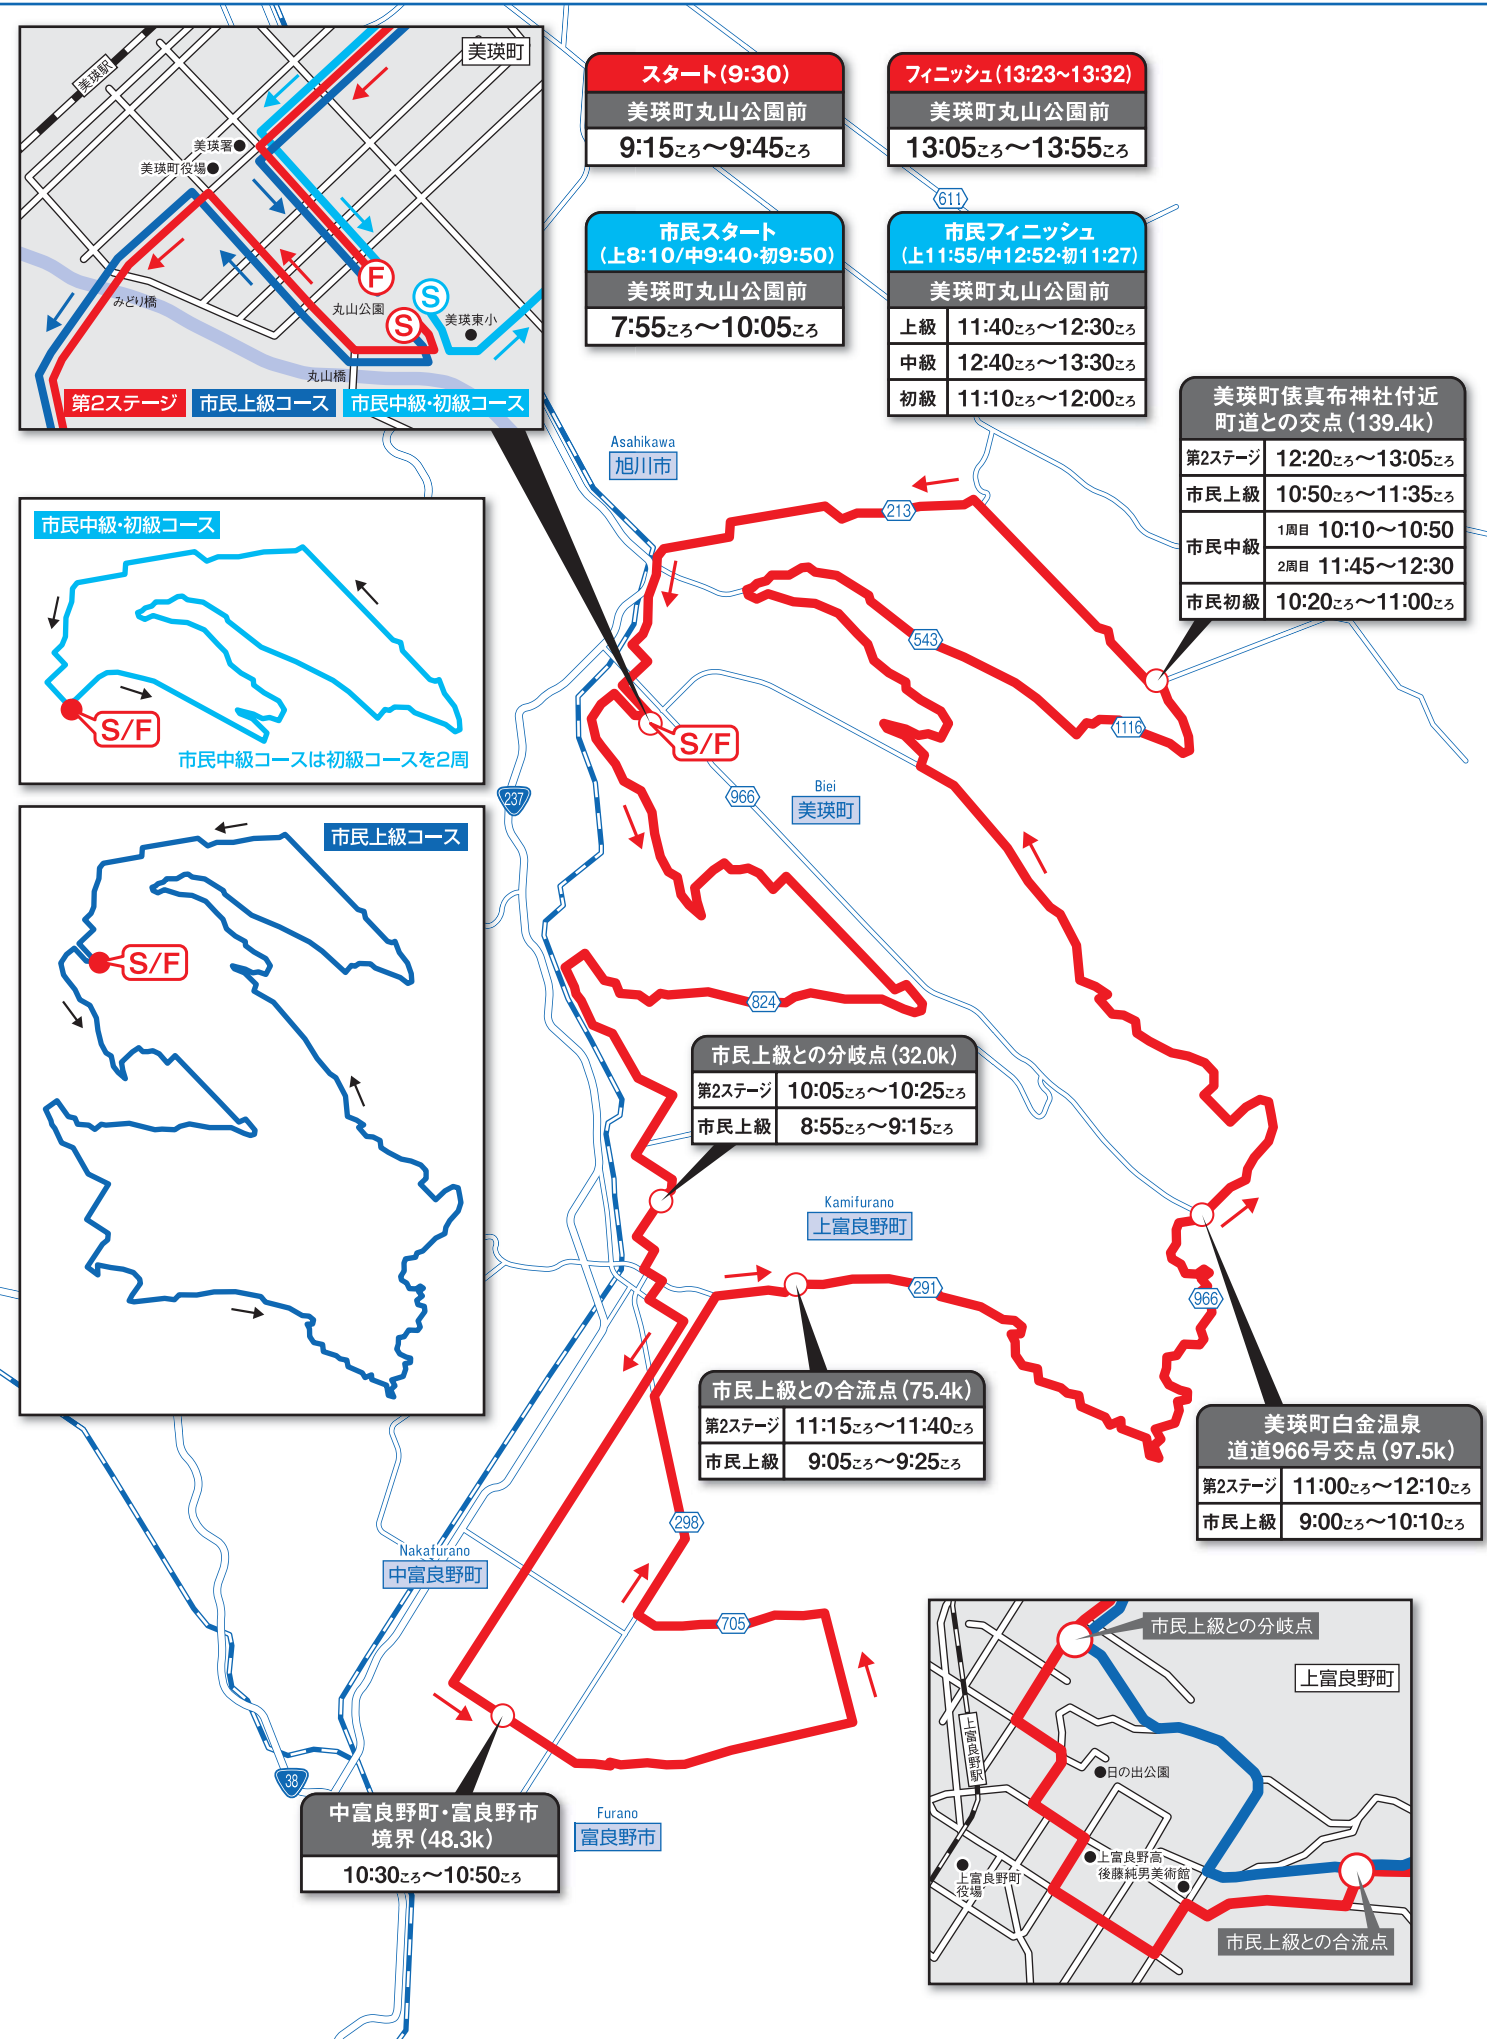 美瑛町
美瑛駅
美瑛署
美瑛町役場
みどり橋
丸山公園
F
S
S
美瑛東小
丸山橋
第2ステージ
市民上級コース
市民中級・初級コース
スタート(9:30)
美瑛町丸山公園前
9:15ころ〜9:45ころ
フィニッシュ(13:23~13:32)
美瑛町丸山公園前
13:05ころ〜13:55ころ
611
市民スタート
(上8:10/中9:40・初9:50)
美瑛町丸山公園前
7:55ころ〜10:05ころ
市民フィニッシュ
(上11:55/中12:52・初11:27)
美瑛町丸山公園前
上級 11:40ころ〜12:30ころ
中級 12:40ころ〜13:30ころ
初級 11:10ころ〜12:00ころ
美瑛町俵真布神社付近
町道との交点(139.4k)
第2ステージ 12:20ころ〜13:05ころ
市民上級 10:50ころ〜11:35ころ
市民中級
1周目 10:10〜10:50
2周目 11:45〜12:30
市民初級 10:20ころ〜11:00ころ
Asahikawa
旭川市
213
543
1116
S/F
市民中級・初級コース
S/F
市民中級コースは初級コースを2周
237
966
Biei
美瑛町
市民上級コース
S/F
824
市民上級との分岐点(32.0k)
第2ステージ 10:05ころ〜10:25ころ
市民上級 8:55ころ〜9:15ころ
Kamifurano
上富良野町
291
966
市民上級との合流点(75.4k)
第2ステージ 11:15ころ〜11:40ころ
市民上級 9:05ころ〜9:25ころ
美瑛町白金温泉
道道966号交点(97.5k)
第2ステージ 11:00ころ〜12:10ころ
市民上級 9:00ころ〜10:10ころ
298
Nakafurano
中富良野町
705
38
中富良野町・富良野市
境界(48.3k)
10:30ころ〜10:50ころ
Furano
富良野市
市民上級との分岐点
上富良野町
上富良野駅
日の出公園
上富良野高
後藤純男美術館
上富良野町
役場
市民上級との合流点